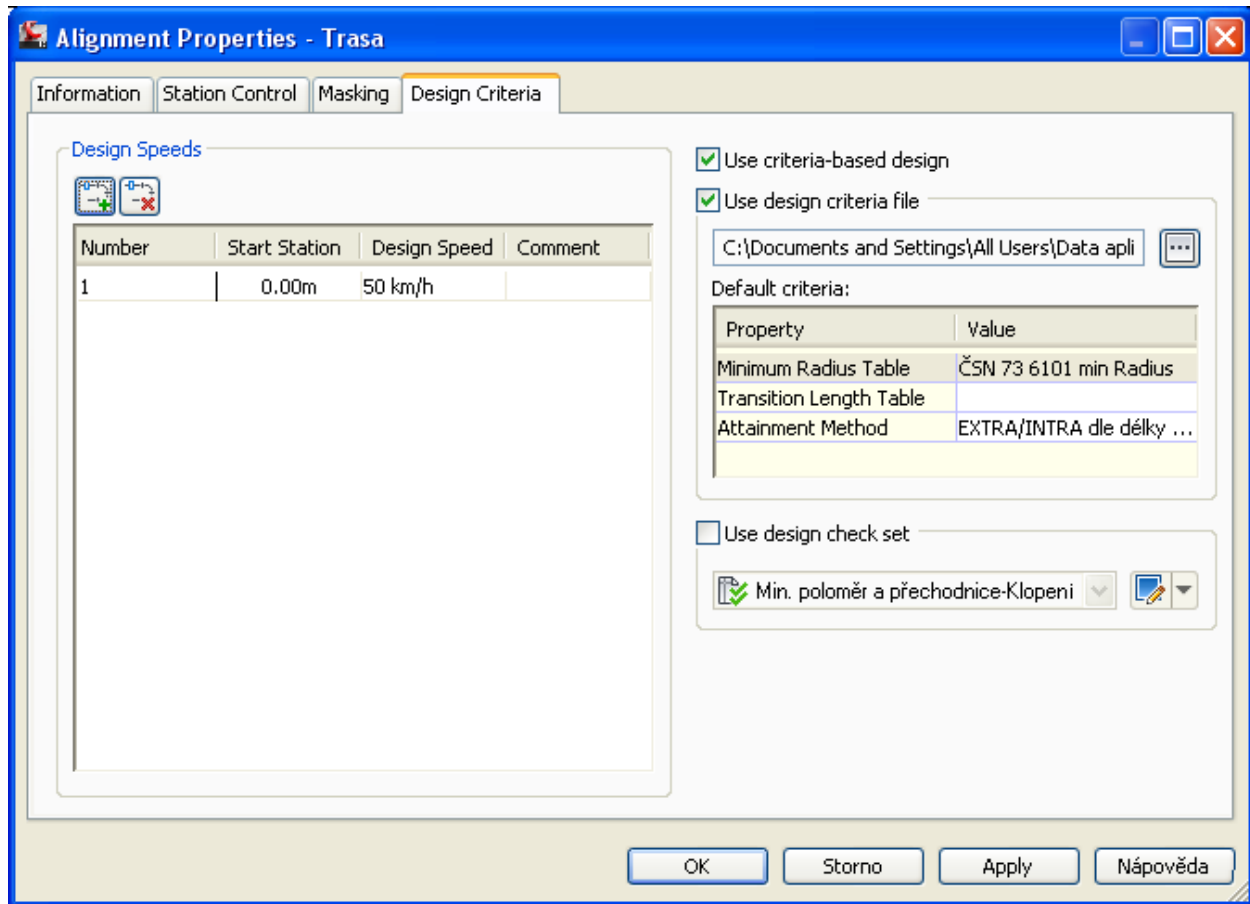 Alignment Properties - Trasa
Information Station Control Masking Design Criteria
Design Speeds
Number Start Station Design Speed Comment
1 0.00m 50 km/h
Use criteria-based design
Use design criteria file
C:\Documents and Settings\All Users\Data apli
...
Default criteria:
Property Value
Minimum Radius Table ČSN 73 6101 min Radius
Transition Length Table
Attainment Method EXTRA/INTRA dle délky ...
Use design check set
Min. poloměr a přechodnice-Klopeni
OK Storno Apply Nápověda